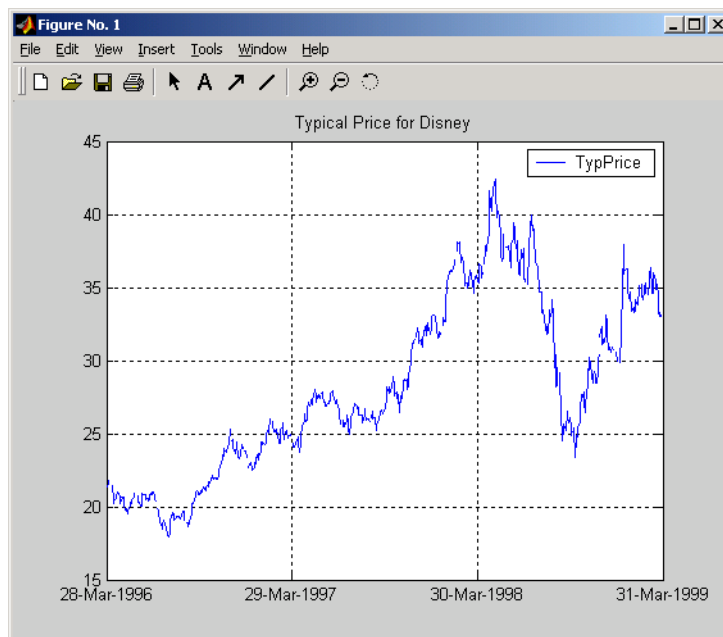 Figure No. 1
File Edit View Insert Tools Window Help
A
Typical Price for Disney
TypPrice
45
40
35
30
25
20
15
28-Mar-1996 29-Mar-1997 30-Mar-1998 31-Mar-1999